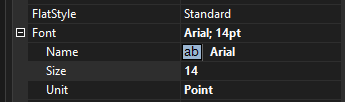 FlatStyle Standard
Font Arial; 14pt
Name ab Arial
Size 14
Unit Point